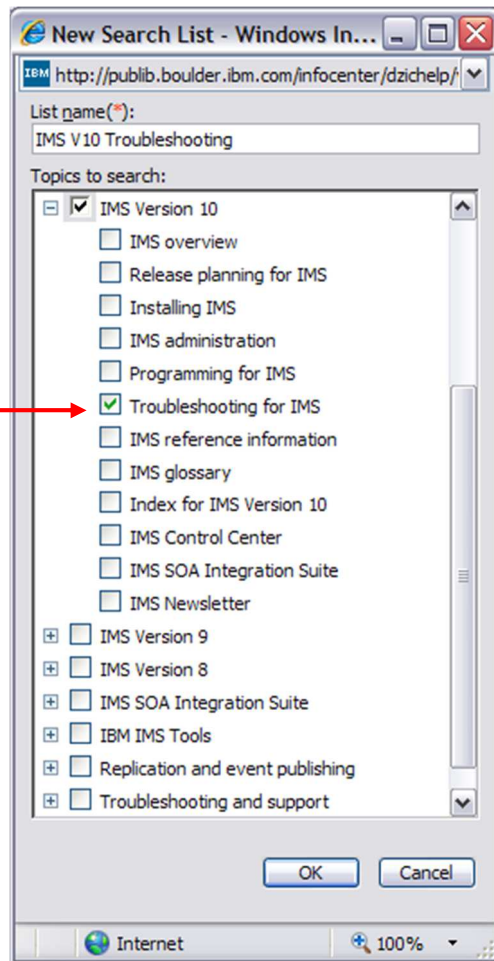 New Search List - Windows In...
IBM http://publib.boulder.ibm.com/infocenter/dzichelp/
List name(*):
IMS V10 Troubleshooting
Topics to search:
IMS Version 10
IMS overview
Release planning for IMS
Installing IMS
IMS administration
Programming for IMS
Troubleshooting for IMS
IMS reference information
IMS glossary
Index for IMS Version 10
IMS Control Center
IMS SOA Integration Suite
IMS Newsletter
IMS Version 9
IMS Version 8
IMS SOA Integration Suite
IBM IMS Tools
Replication and event publishing
Troubleshooting and support
OK Cancel
Internet 100%